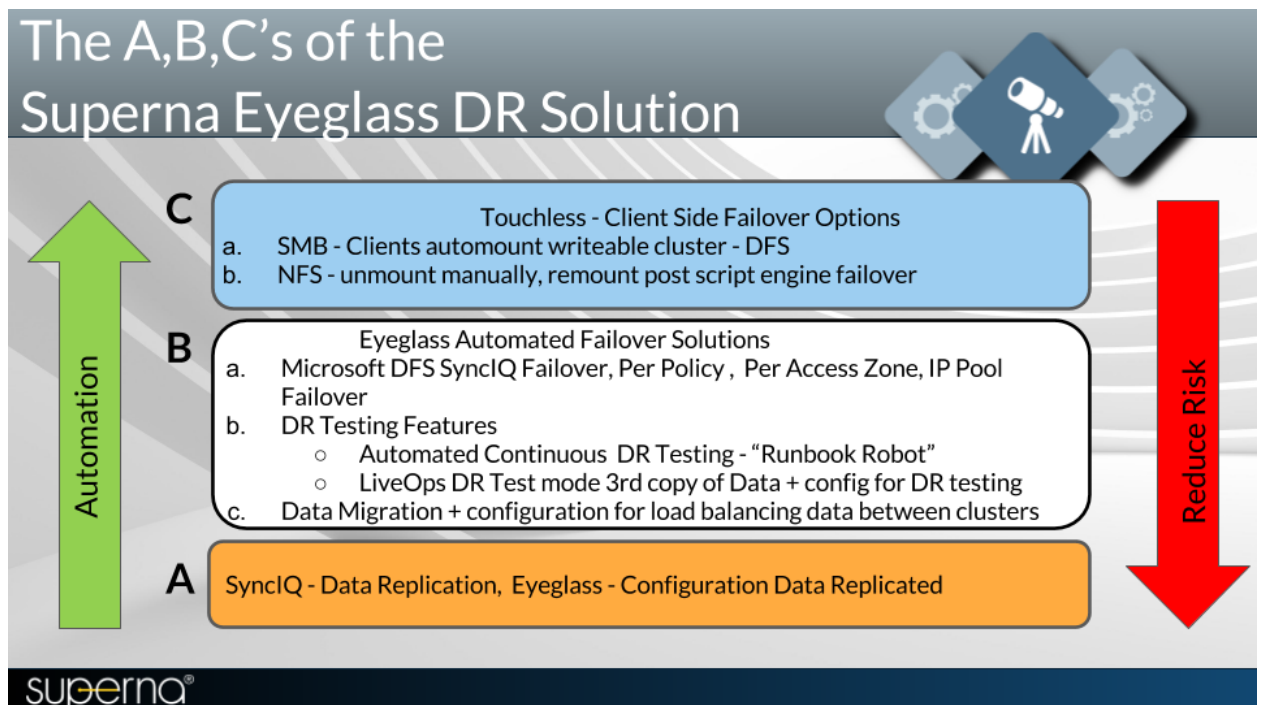 The A,B,C’s of the
Superna Eyeglass DR Solution
C
Touchless - Client Side Failover Options
a. SMB - Clients automount writeable cluster - DFS
b. NFS - unmount manually, remount post script engine failover
B
Eyeglass Automated Failover Solutions
a. Microsoft DFS SyncIQ Failover, Per Policy , Per Access Zone, IP Pool
Failover
b. DR Testing Features
○ Automated Continuous DR Testing - “Runbook Robot”
○ LiveOps DR Test mode 3rd copy of Data + config for DR testing
c. Data Migration + configuration for load balancing data between clusters
A
SyncIQ - Data Replication, Eyeglass - Configuration Data Replicated
Automation
Reduce Risk
superna®